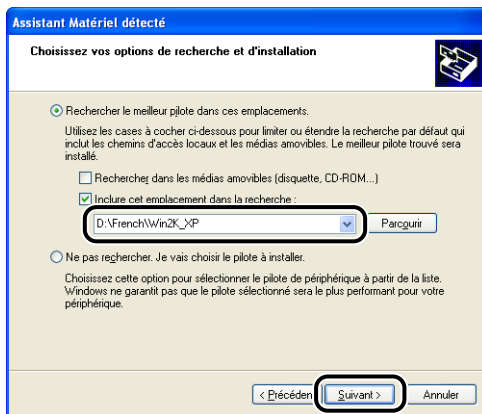 Assistant Matériel détecté
Choisissez vos options de recherche et d'installation
Rechercher le meilleur pilote dans ces emplacements.
Utilisez les cases à cocher ci-dessous pour limiter ou étendre la recherche par défaut qui
inclut les chemins d'accès locaux et les médias amovibles. Le meilleur pilote trouvé sera
installé.
Rechercher dans les médias amovibles (disquette, CD-ROM...)
Inclure cet emplacement dans la recherche :
D:\French\Win2K_XP
Parcourir
Ne pas rechercher. Je vais choisir le pilote à installer.
Choisissez cette option pour sélectionner le pilote de périphérique à partir de la liste.
Windows ne garantit pas que le pilote sélectionné sera le plus performant pour votre
périphérique.
< Précéden
Suivant >
Annuler